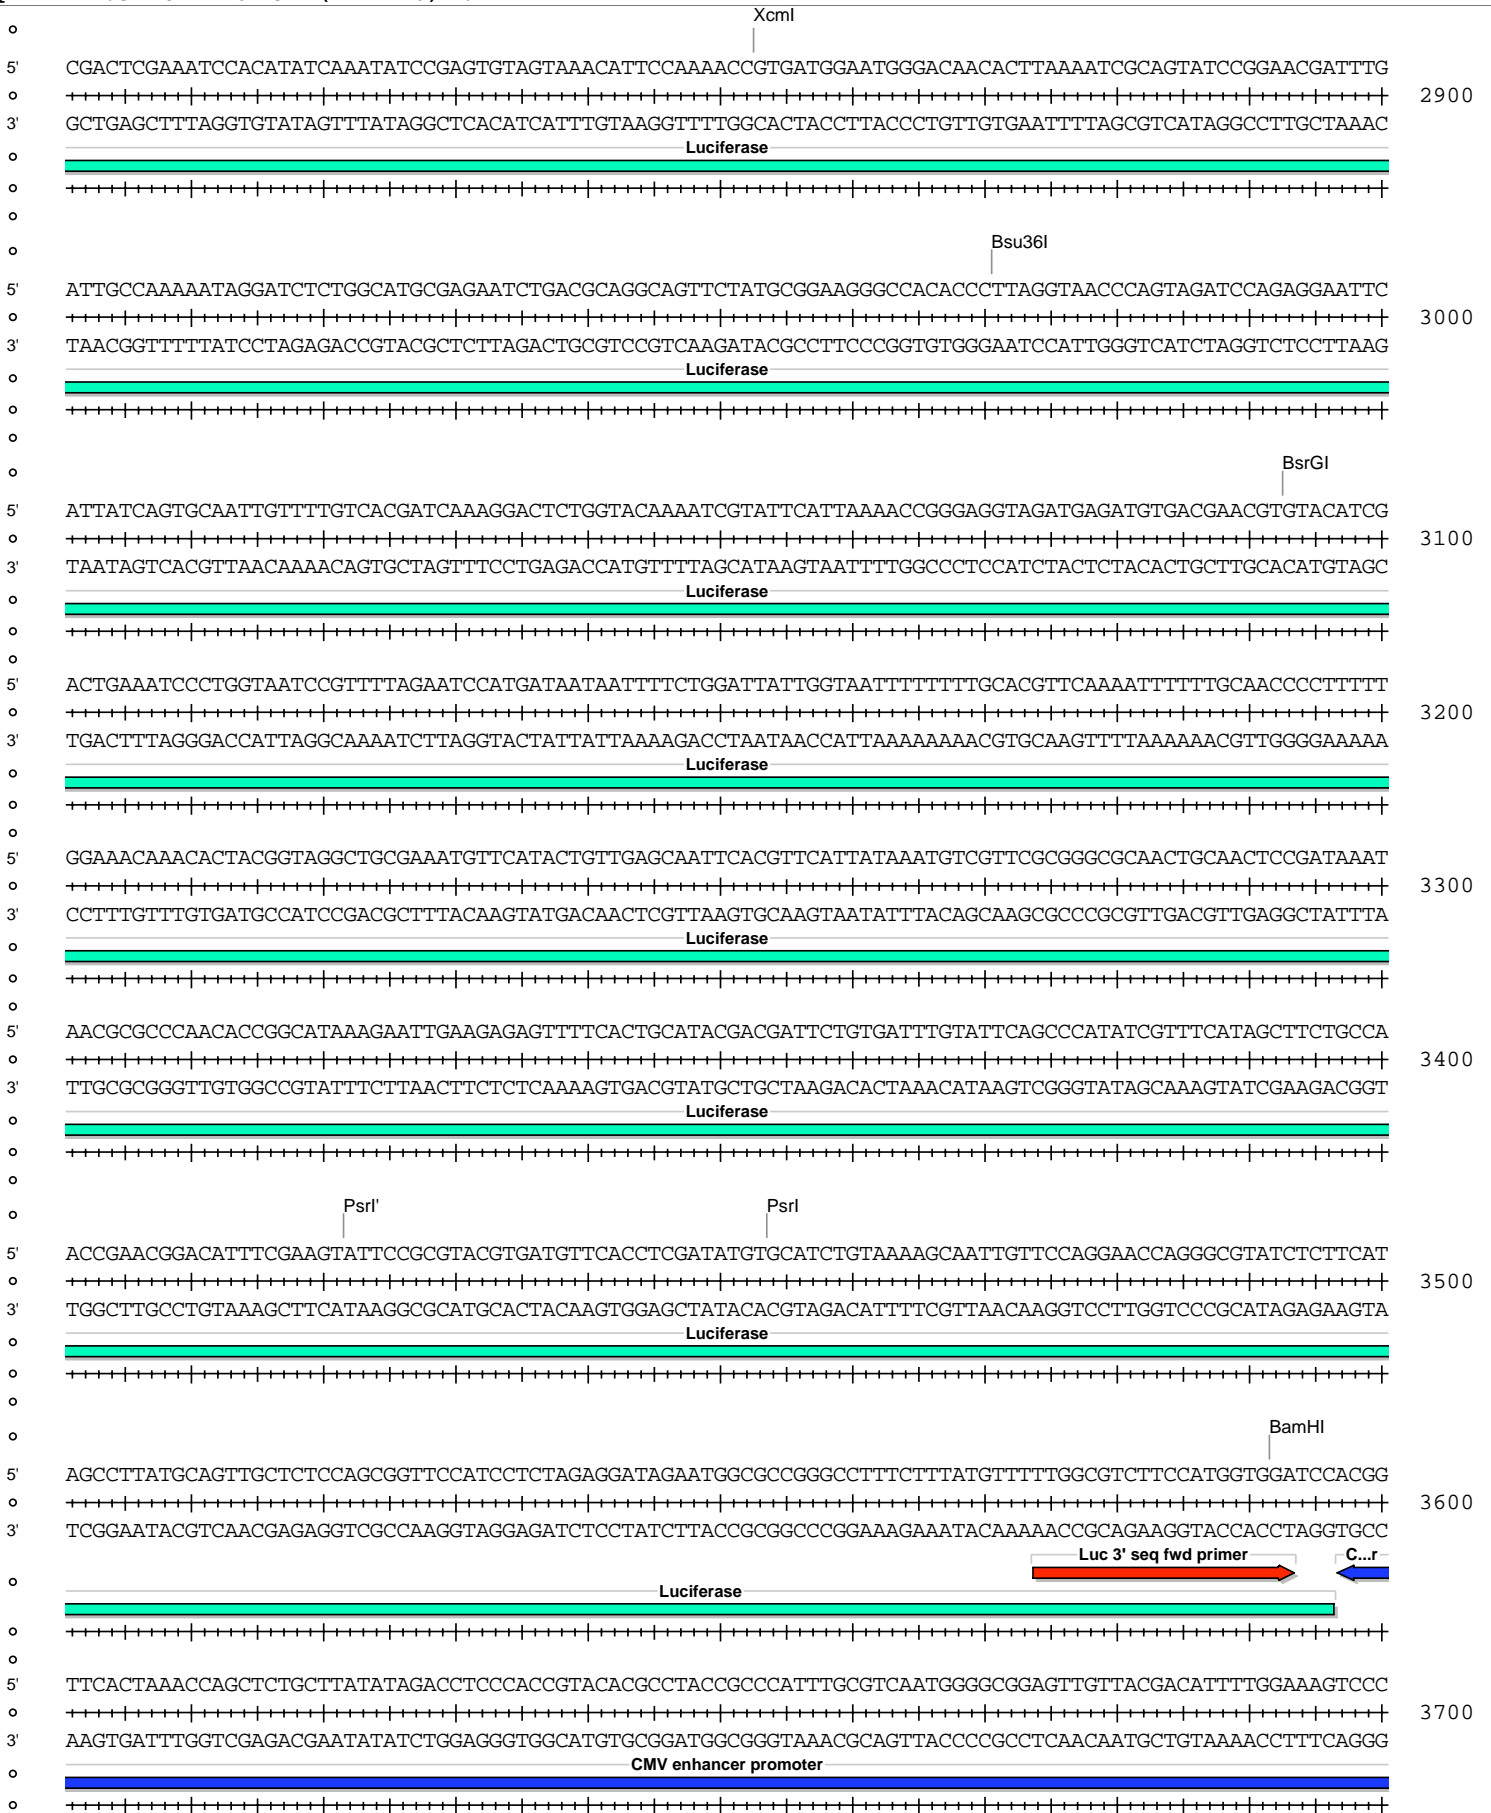 XcmI
5' CGACTCGAAATCCACATATCAAATATCCGAGTGTAGTAAACATTCCAAAACCGTGATGGAATGGGACAACACTTAAAATCGCAGTATCCGGAACGATTTG
2900
3' GCTGAGCTTTAGGTGTATAGTTTATAGGCTCACATCATTTGTAAGGTTTTGGCACTACCTTACCCTGTTGTGAATTTTAGCGTCATAGGCCTTGCTAAAC
Luciferase
Bsu36I
5' ATTGCCAAAAATAGGATCTCTGGCATGCGAGAATCTGACGCAGGCAGTTCTATGCGGAAGGGCCACACCCTTAGGTAACCCAGTAGATCCAGAGGAATTC
3000
3' TAACGGTTTTTATCCTAGAGACCGTACGCTCTTAGACTGCGTCCGTCAAGATACGCCTTCCCGGTGTGGGAATCCATTGGGTCATCTAGGTCTCCTTAAG
Luciferase
BsrGI
5' ATTATCAGTGCAATTGTTTTGTCACGATCAAAGGACTCTGGTACAAAATCGTATTCATTAAAACCGGGAGGTAGATGAGATGTGACGAACGTGTACATCG
3100
3' TAATAGTCACGTTAACAAAACAGTGCTAGTTTCCTGAGACCATGTTTTAGCATAAGTAATTTTGGCCCTCCATCTACTCTACACTGCTTGCACATGTAGC
Luciferase
5' ACTGAAATCCCTGGTAATCCGTTTTAGAATCCATGATAATAATTTTCTGGATTATTGGTAATTTTTTTTGCACGTTCAAAATTTTTTGCAACCCCTTTTT
3200
3' TGACTTTAGGGACCATTAGGCAAAATCTTAGGTACTATTATTAAAAGACCTAATAACCATTAAAAAAAACGTGCAAGTTTTAAAAAACGTTGGGGAAAAA
Luciferase
5' GGAAACAAACACTACGGTAGGCTGCGAAATGTTCATACTGTTGAGCAATTCACGTTCATTATAAATGTCGTTCGCGGGCGCAACTGCAACTCCGATAAAT
3300
3' CCTTTGTTTGTGATGCCATCCGACGCTTTACAAGTATGACAACTCGTTAAGTGCAAGTAATATTTACAGCAAGCGCCCGCGTTGACGTTGAGGCTATTTA
Luciferase
5' AACGCGCCCAACACCGGCATAAAGAATTGAAGAGAGTTTTCACTGCATACGACGATTCTGTGATTTGTATTCAGCCCATATCGTTTCATAGCTTCTGCCA
3400
3' TTGCGCGGGTTGTGGCCGTATTTCTTAACTTCTCTCAAAAGTGACGTATGCTGCTAAGACACTAAACATAAGTCGGGTATAGCAAAGTATCGAAGACGGT
Luciferase
PsrI' PsrI
5' ACCGAACGGACATTTCGAAGTATTCCGCGTACGTGATGTTCACCTCGATATGTGCATCTGTAAAAGCAATTGTTCCAGGAACCAGGGCGTATCTCTTCAT
3500
3' TGGCTTGCCTGTAAAGCTTCATAAGGCGCATGCACTACAAGTGGAGCTATACACGTAGACATTTTCGTTAACAAGGTCCTTGGTCCCGCATAGAGAAGTA
Luciferase
BamHI
5' AGCCTTATGCAGTTGCTCTCCAGCGGTTCCATCCTCTAGAGGATAGAATGGCGCCGGGCCTTTCTTTATGTTTTTGGCGTCTTCCATGGTGGATCCACGG
3600
3' TCGGAATACGTCAACGAGAGGTCGCCAAGGTAGGAGATCTCCTATCTTACCGCGGCCCGGAAAGAAATACAAAAACCGCAGAAGGTACCACCTAGGTGCC
Luc 3' seq fwd primer C...r
Luciferase
5' TTCACTAAACCAGCTCTGCTTATATAGACCTCCCACCGTACACGCCTACCGCCCATTTGCGTCAATGGGGCGGAGTTGTTACGACATTTTGGAAAGTCCC
3700
3' AAGTGATTTGGTCGAGACGAATATATCTGGAGGGTGGCATGTGCGGATGGCGGGTAAACGCAGTTACCCCGCCTCAACAATGCTGTAAAACCTTTCAGGG
CMV enhancer promoter